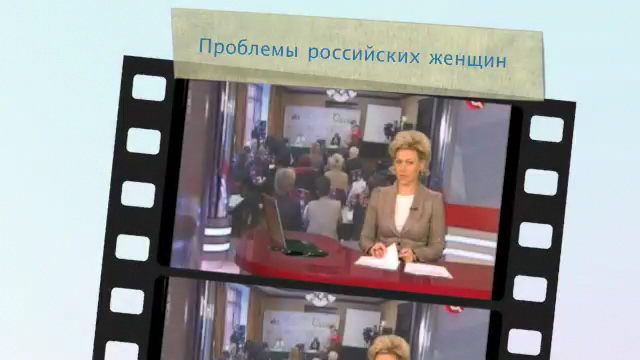 Проблемы российских женщин